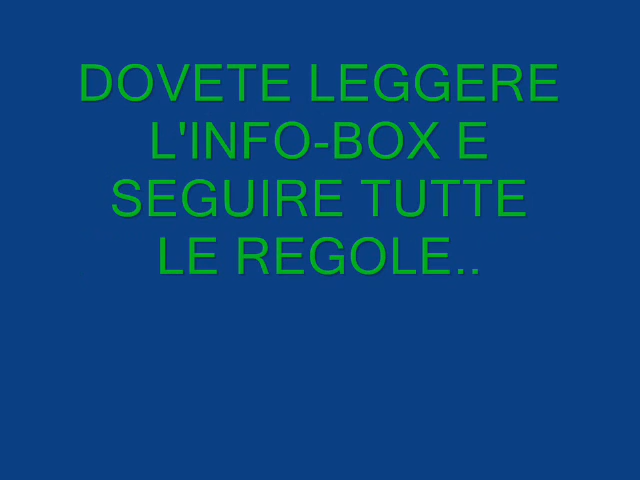 DOVETE LEGGERE
L'INFO-BOX E
SEGUIRE TUTTE
LE REGOLE..